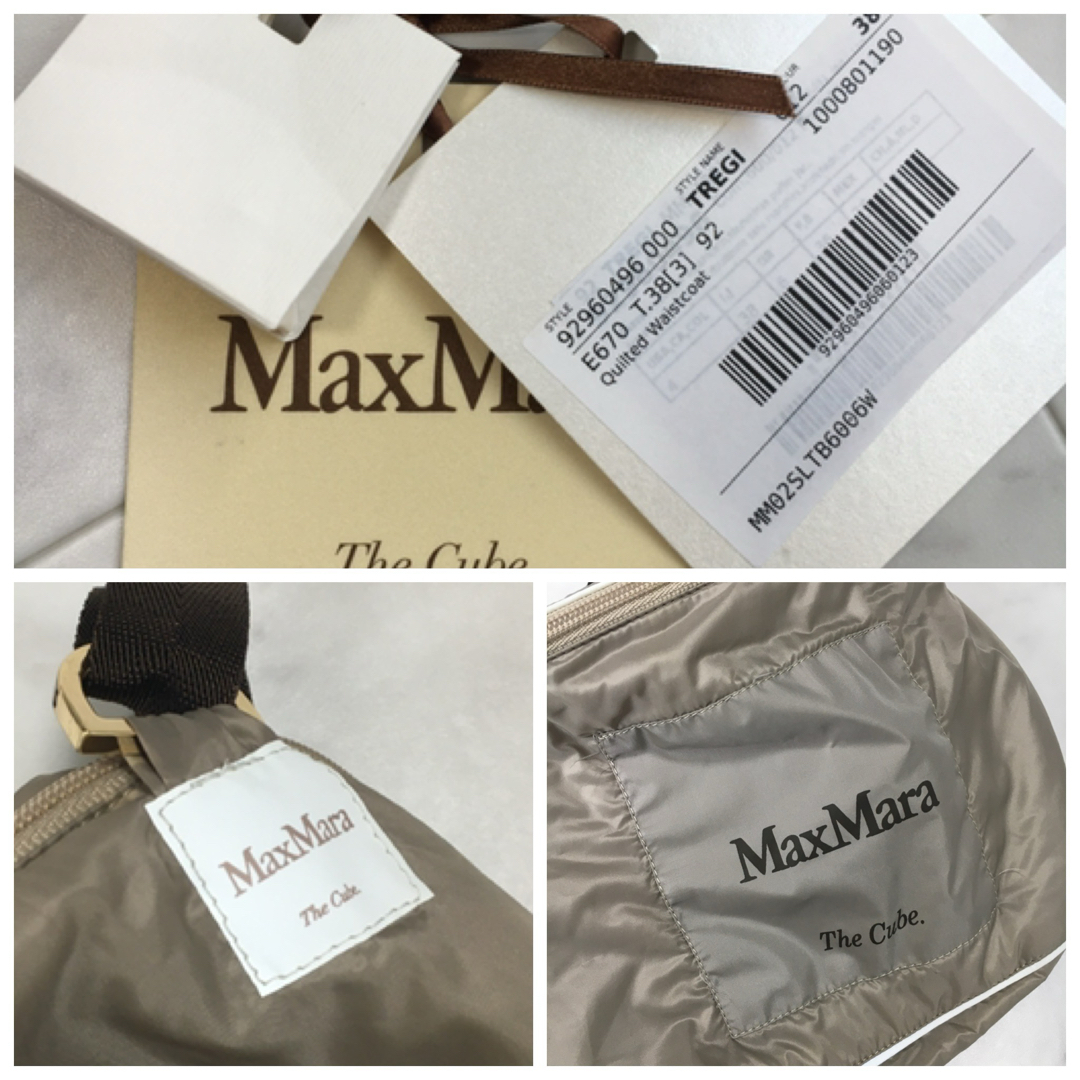 MaxMa
The Cube
38
1000801190
STYLE
STYLE NAME
92960496 000 TREGI
E670 T.38[3] 92
Quilted Waistcoat
92960496060123
MM02SLTB6006W
MaxMara
The Cube.
MaxMara
The Cube.